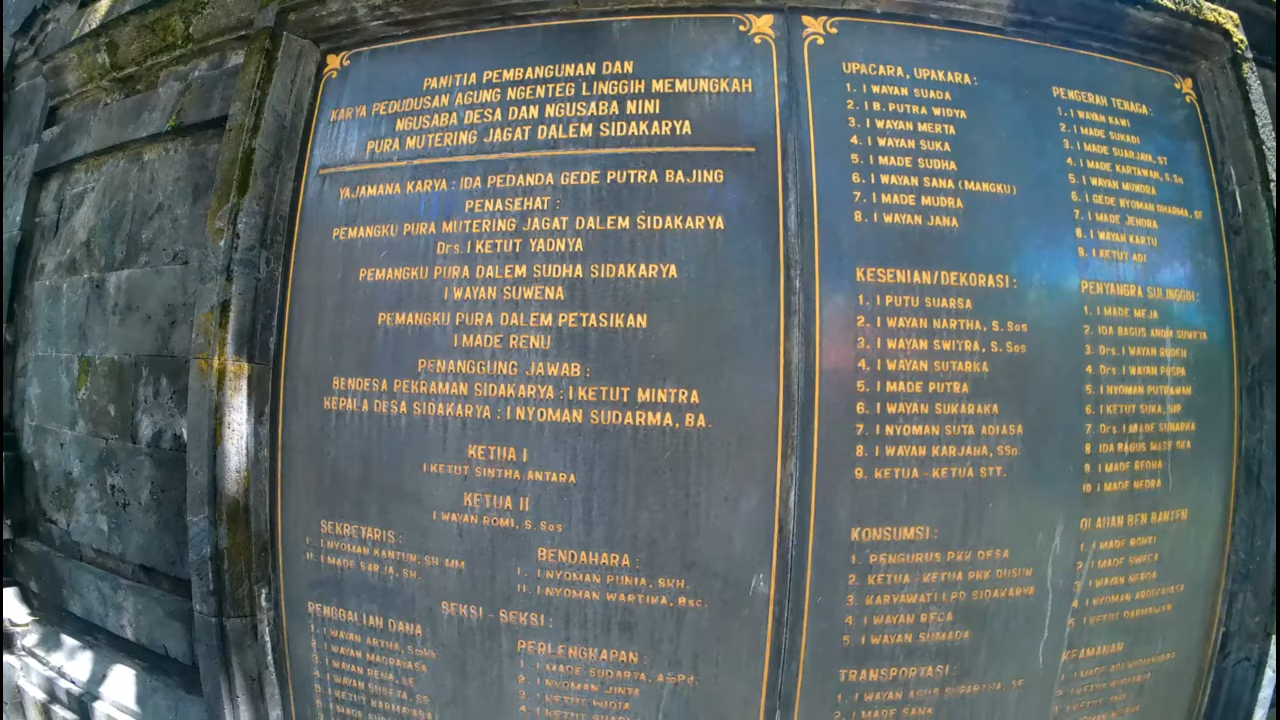 PANITIA PEMBANGUNAN DAN
KARYA PEDUDUSAN AGUNG NGENTEG LINGGIH MEMUNGKAH
NGUSABA DESA DAN NGUSABA NINI
PURA MUTERING JAGAT DALEM SIDAKARYA
YAJAMANA KARYA : IDA PEDANDA GEDE PUTRA BAJING
PENASEHAT :
PEMANGKU PURA MUTERING JAGAT DALEM SIDAKARYA
Drs. I KETUT YADNYA
PEMANGKU PURA DALEM SUDHA SIDAKARYA
I WAYAN SUWENA
PEMANGKU PURA DALEM PETASIKAN
I MADE RENU
PENANGGUNG JAWAB :
BENDESA PEKRAMAN SIDAKARYA : I KETUT MINTRA
KEPALA DESA SIDAKARYA : I NYOMAN SUDARMA, BA.
KETUA I
I KETUT SINTHA ANTARA
KETUA II
I WAYAN ROMI, S.Sos
SEKRETARIS :
I. I NYOMAN KANTUN, SH MM
II. I MADE SARJA, SH.
BENDAHARA :
I. I NYOMAN PUNIA, SKH.
II. I NYOMAN WARTIKA, Bsc.
SEKSI - SEKSI :
PENGGALIAN DANA :
1. I WAYAN ARTHA,
2. I WAYAN MADRAYASA
3. I WAYAN RENA, SE
4. I WAYAN SUSETA, SE
5. I KETUT KARMAYASA
PERLENGKAPAN :
1. I MADE SUDARTA, AmPd.
2. I NYOMAN JINTA
3. I KETUT WIDIA
4. I KETUT
UPACARA, UPAKARA :
1. I WAYAN SUADA
2. I B. PUTRA WIDYA
3. I WAYAN MERTA
4. I WAYAN SUKA
5. I MADE SUDHA
6. I WAYAN SANA (MANGKU)
7. I MADE MUDRA
8. I WAYAN JANA
KESENIAN/DEKORASI :
1. I PUTU SUARSA
2. I WAYAN NARTHA, S.Sos
3. I WAYAN SWITRA, S.Sos
4. I WAYAN SUTARKA
5. I MADE PUTRA
6. I WAYAN SUKARAKA
7. I NYOMAN SUTA ADIASA
8. I WAYAN KARJANA, SSn.
9. KETUA - KETUA STT.
KONSUMSI :
1. PENGURUS PKK DESA
2. KETUA - KETUA PKK DUSUN
3. KARYAWATI LPD SIDAKARYA
4. I WAYAN REGA
5. I WAYAN SUMADA
TRANSPORTASI :
1. I WAYAN AGUS SUPARTHA, SE
2. I MADE SANA
PENGERAH TENAGA :
1. I WAYAN KAWI
2. I MADE SUKADI
3. I MADE SUARJAYA, ST
4. I MADE KARTAWAN, S.Sn
5. I WAYAN MUNDRA
6. I GEDE NYOMAN DHARMA, SE
7. I MADE JENDRA
8. I WAYAN KARTU
9. I KETUT ADI
PENYANGRA SULINGGIH :
1. I MADE MEJA
2. IDA BAGUS ANOM SUWETA
3. Drs. I WAYAN RUDEH
4. Drs. I WAYAN PUSPA
5. I NYOMAN PUTRAWAN
6. I KETUT SUKA, SIP
7. Drs. I MADE SUNARKA
8. IDA BAGUS MADE OKA
9. I MADE REDHA
10 I MADE NEDRA
OLAHAN BEN BANTEN
1. I MADE RONTI
2. I MADE SWECA
3. I WAYAN
4. I NYOMAN
5. I KETUT DARMAWAN
KEAMANAN
1. I MADE
2. I KETUT